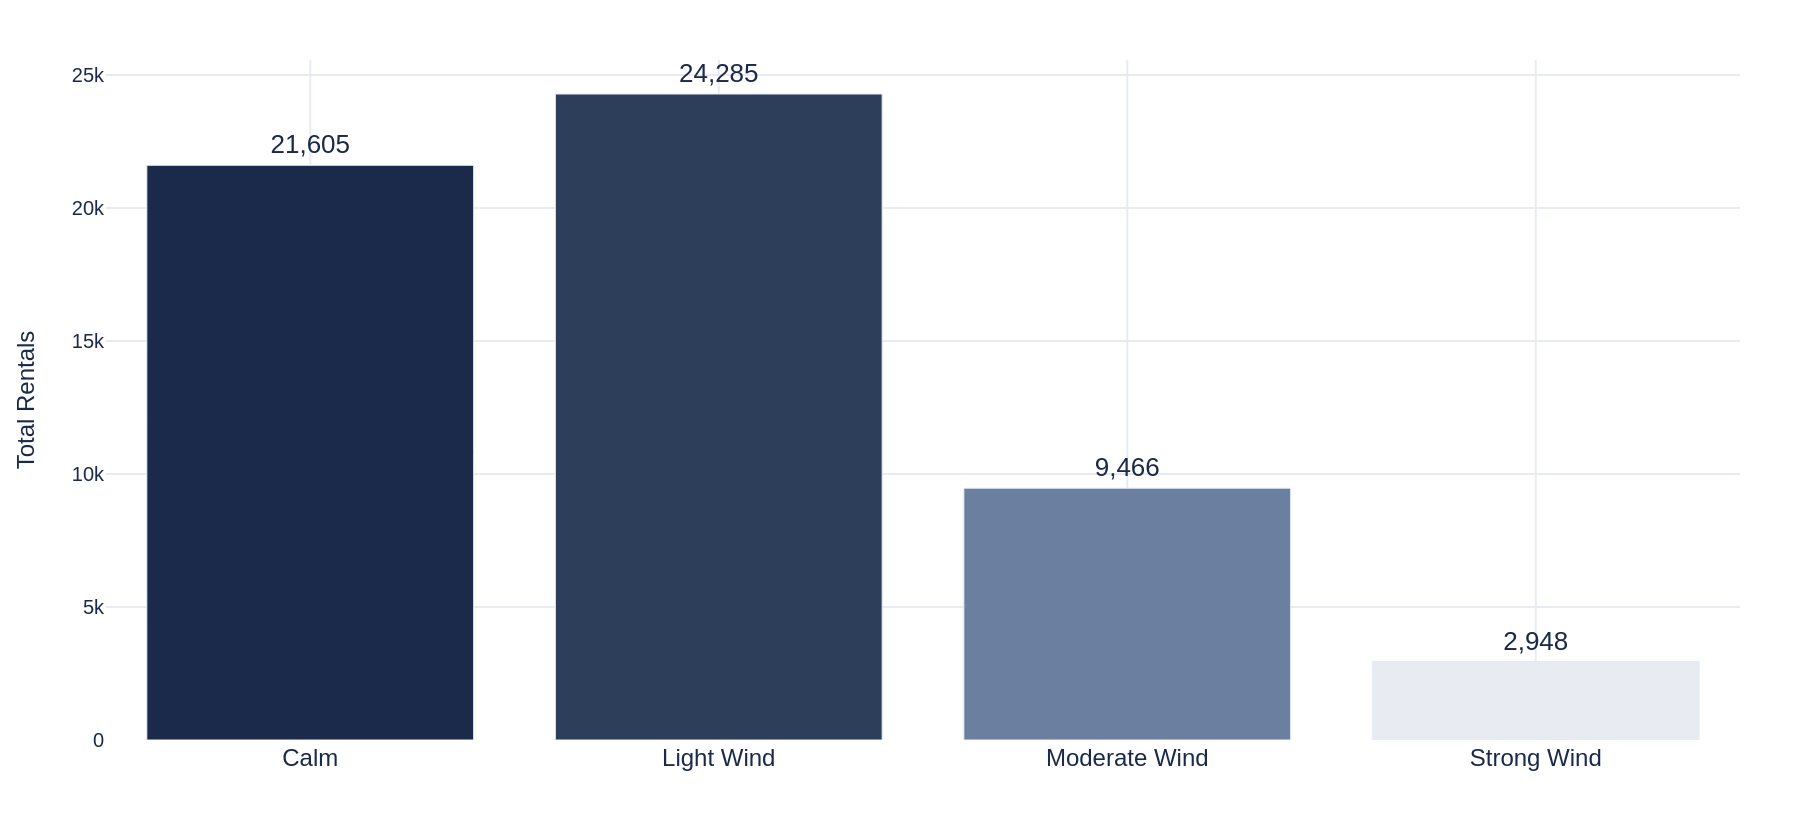 Total Rentals
25k
20k
15k
10k
5k
0
21,605
24,285
9,466
2,948
Calm
Light Wind
Moderate Wind
Strong Wind